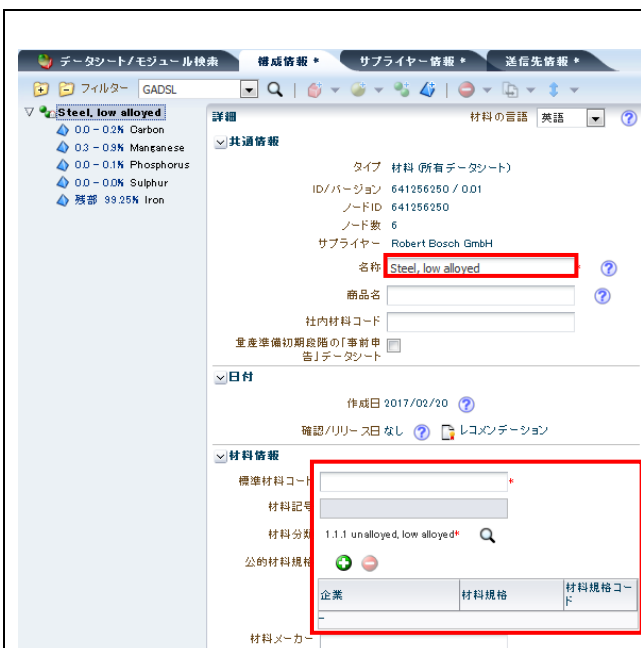 データシート/モジュール検索 構成情報 * サプライヤー情報 * 送信先情報 *
フィルター GADSL
Steel, low alloyed
0.0 - 0.2% Carbon
0.3 - 0.9% Manganese
0.0 - 0.1% Phosphorus
0.0 - 0.0% Sulphur
残部 99.25% Iron
詳細 材料の言語 英語
共通情報
タイプ 材料 (所有データシート)
ID/バージョン 641256250 / 0.01
ノードID 641256250
ノード数 6
サプライヤー Robert Bosch GmbH
名称 Steel, low alloyed *
商品名
社内材料コード
量産準備初期段階の「事前申
告」データシート
日付
作成日 2017/02/20
確認/リリース日 なし レコメンデーション
材料情報
標準材料コード *
材料記号
材料分類 1.1.1 unalloyed, low alloyed*
公的材料規格
企業 材料規格 材料規格コー
ド
-
材料メーカー